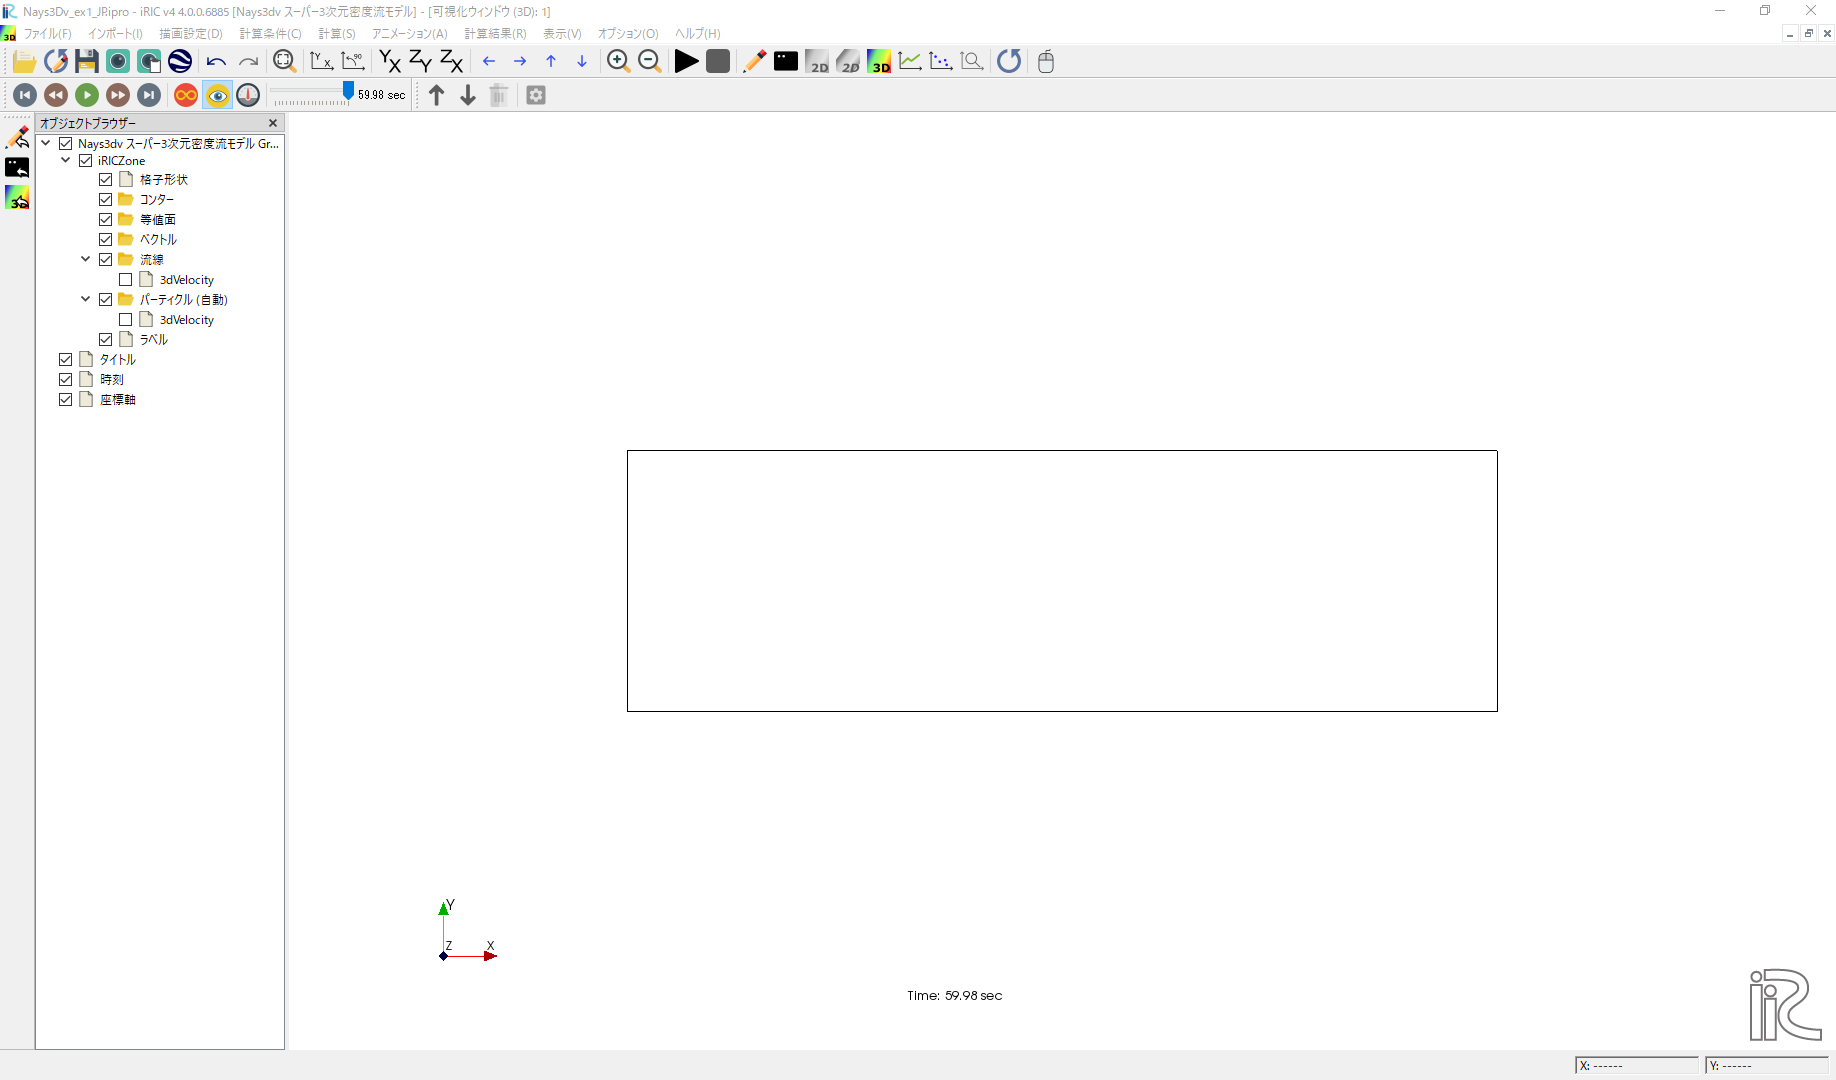 Nays3Dv_ex1_JP.ipro - iRIC v4 4.0.0.6885 [Nays3dv スーパー3次元密度流モデル] - [可視化ウインドウ (3D): 1]
ファイル(F) インポート(I) 描画設定(D) 計算条件(C) 計算(S) アニメーション(A) 計算結果(R) 表示(V) オプション(O) ヘルプ(H)
59.98 sec
オブジェクトブラウザー
Nays3dv スーパー3次元密度流モデル Gr...
iRICZone
格子形状
コンター
等値面
ベクトル
流線
3dVelocity
パーティクル (自動)
3dVelocity
ラベル
タイトル
時刻
座標軸
Y
Z X
Time: 59.98 sec
iRIC
X: ------ Y: ------